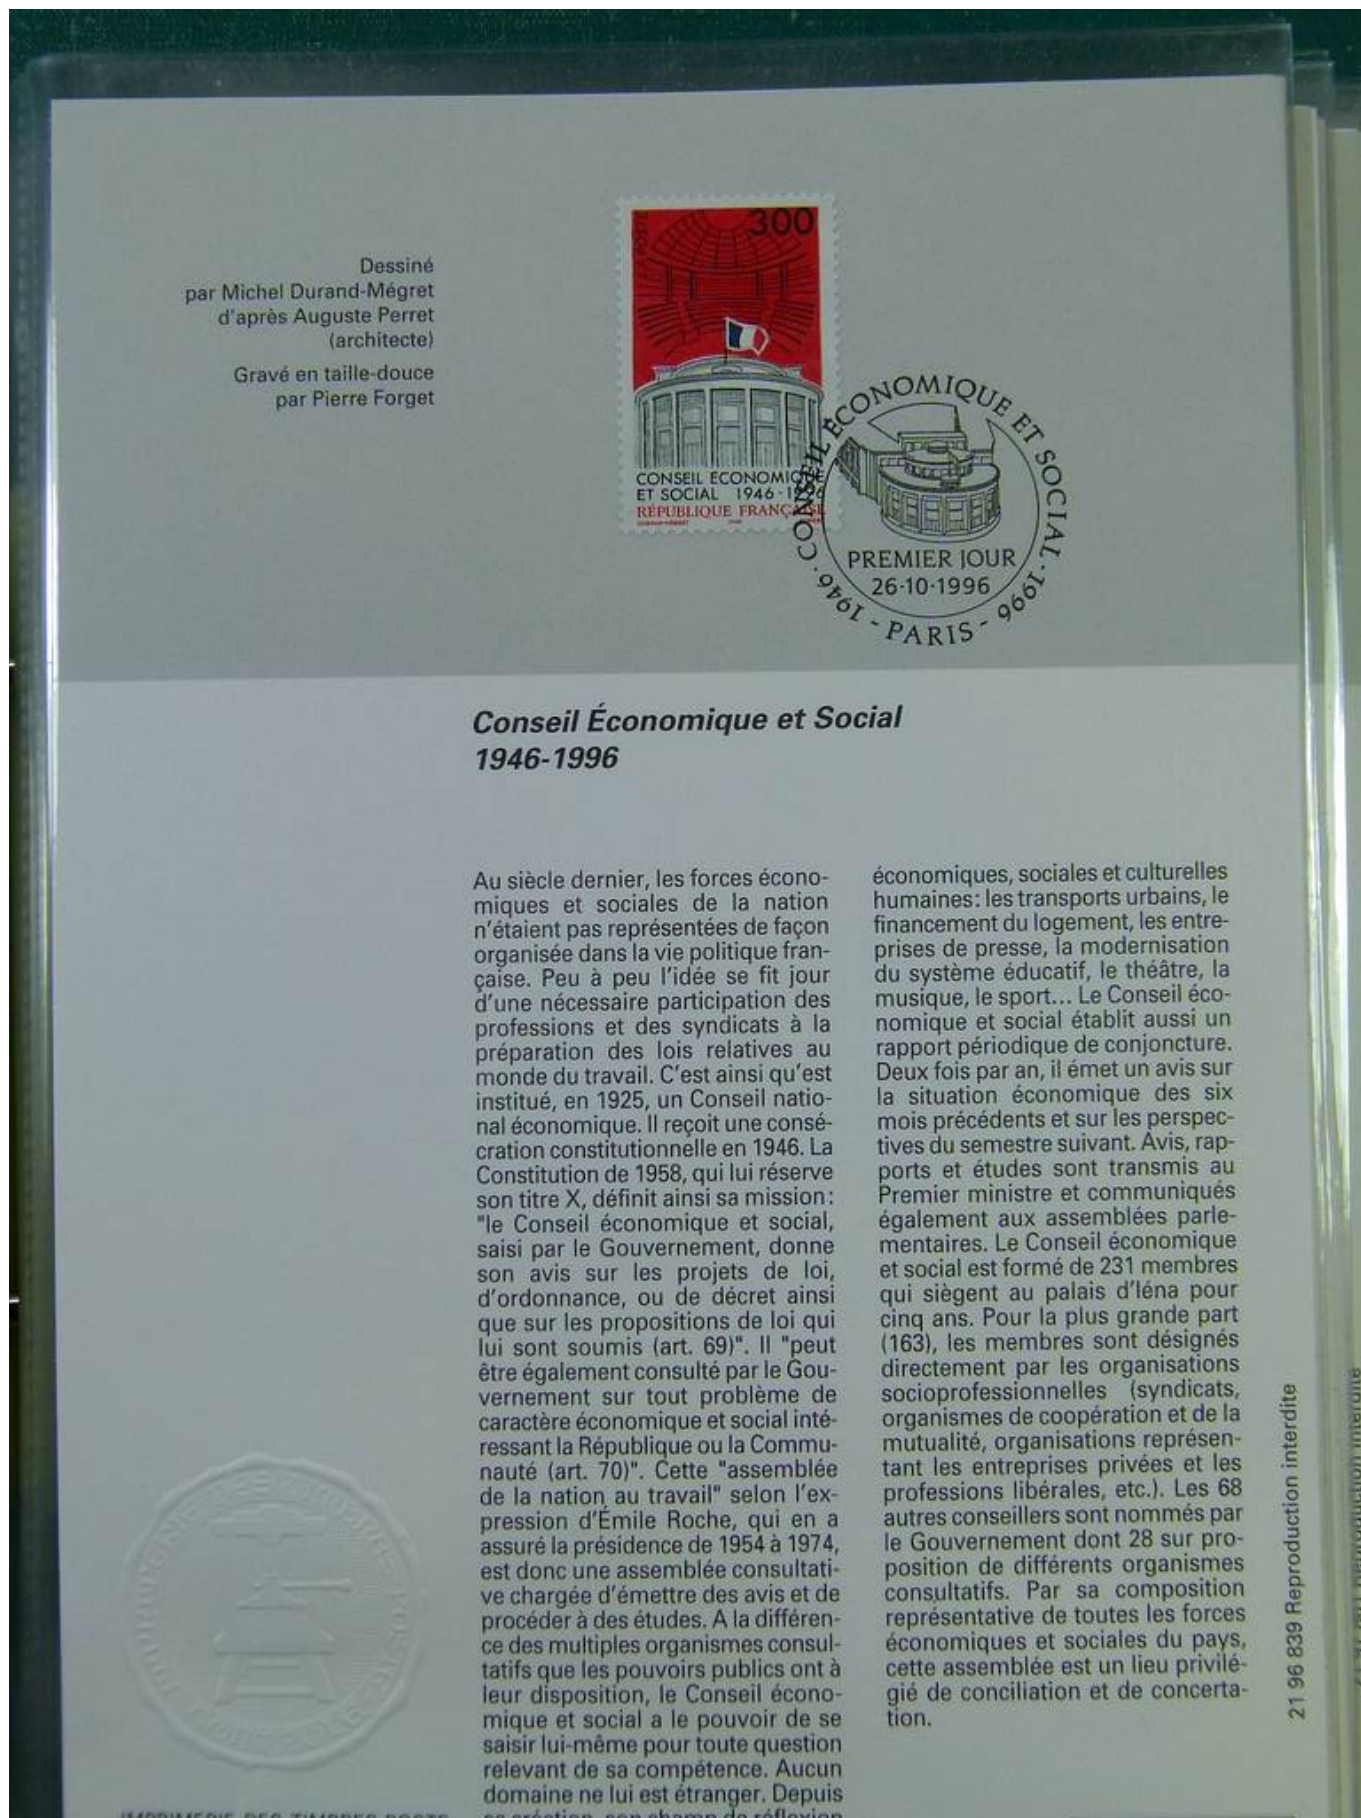 Dessiné
par Michel Durand-Mégret
d'après Auguste Perret
(architecte)
Gravé en taille-douce
par Pierre Forget
300
CONSEIL ÉCONOMIQUE
ET SOCIAL 1946-1996
RÉPUBLIQUE FRANÇAISE
CONSEIL ÉCONOMIQUE ET SOCIAL
PREMIER JOUR
26·10·1996
1946 - PARIS - 1996
Conseil Économique et Social
1946-1996
Au siècle dernier, les forces écono-
miques et sociales de la nation
n'étaient pas représentées de façon
organisée dans la vie politique fran-
çaise. Peu à peu l'idée se fit jour
d'une nécessaire participation des
professions et des syndicats à la
préparation des lois relatives au
monde du travail. C'est ainsi qu'est
institué, en 1925, un Conseil natio-
nal économique. Il reçoit une consé-
cration constitutionnelle en 1946. La
Constitution de 1958, qui lui réserve
son titre X, définit ainsi sa mission:
"le Conseil économique et social,
saisi par le Gouvernement, donne
son avis sur les projets de loi,
d'ordonnance, ou de décret ainsi
que sur les propositions de loi qui
lui sont soumis (art. 69)". Il "peut
être également consulté par le Gou-
vernement sur tout problème de
caractère économique et social inté-
ressant la République ou la Commu-
nauté (art. 70)". Cette "assemblée
de la nation au travail" selon l'ex-
pression d'Émile Roche, qui en a
assuré la présidence de 1954 à 1974,
est donc une assemblée consultati-
ve chargée d'émettre des avis et de
procéder à des études. A la différen-
ce des multiples organismes consul-
tatifs que les pouvoirs publics ont à
leur disposition, le Conseil écono-
mique et social a le pouvoir de se
saisir lui-même pour toute question
relevant de sa compétence. Aucun
domaine ne lui est étranger. Depuis
sa création, son champ de réflexion
économiques, sociales et culturelles
humaines: les transports urbains, le
financement du logement, les entre-
prises de presse, la modernisation
du système éducatif, le théâtre, la
musique, le sport... Le Conseil éco-
nomique et social établit aussi un
rapport périodique de conjoncture.
Deux fois par an, il émet un avis sur
la situation économique des six
mois précédents et sur les perspec-
tives du semestre suivant. Avis, rap-
ports et études sont transmis au
Premier ministre et communiqués
également aux assemblées parle-
mentaires. Le Conseil économique
et social est formé de 231 membres
qui siègent au palais d'Iéna pour
cinq ans. Pour la plus grande part
(163), les membres sont désignés
directement par les organisations
socioprofessionnelles (syndicats,
organismes de coopération et de la
mutualité, organisations représen-
tant les entreprises privées et les
professions libérales, etc.). Les 68
autres conseillers sont nommés par
le Gouvernement dont 28 sur pro-
position de différents organismes
consultatifs. Par sa composition
représentative de toutes les forces
économiques et sociales du pays,
cette assemblée est un lieu privilé-
gié de conciliation et de concerta-
tion.
21 96 839 Reproduction interdite
IMPRIMERIE DES TIMBRES-POSTE